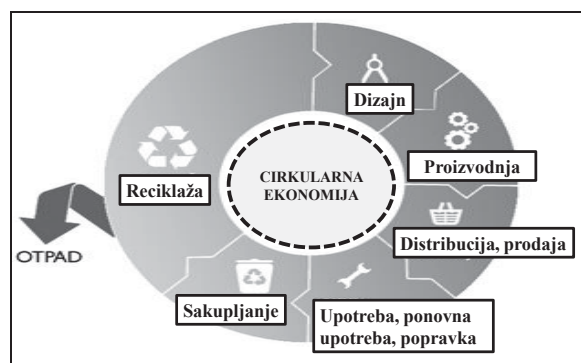 Dizajn
Proizvodnja
Distribucija, prodaja
Upotreba, ponovna
upotreba, popravka
Sakupljanje
Reciklaža
OTPAD
CIRKULARNA
EKONOMIJA